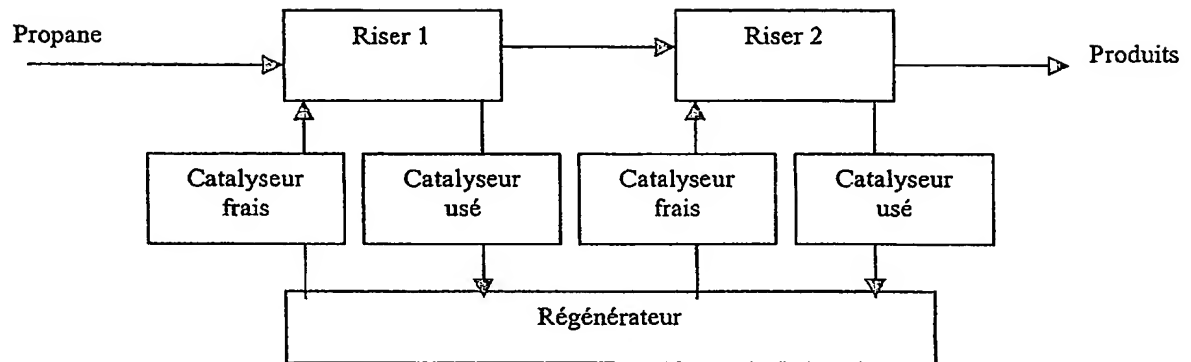 Propane
Riser 1
Riser 2
Produits
Catalyseur
frais
Catalyseur
usé
Catalyseur
frais
Catalyseur
usé
Régénérateur